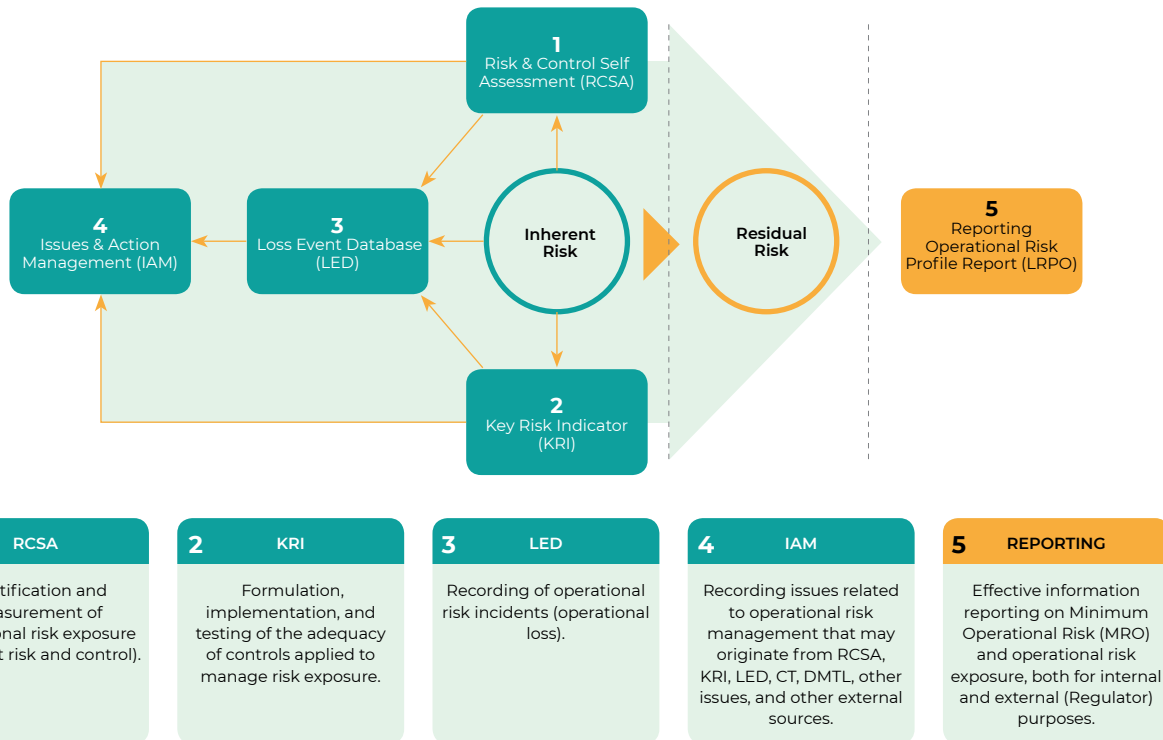 1
Risk & Control Self
Assessment (RCSA)
4
Issues & Action
Management (IAM)
3
Loss Event Database
(LED)
Inherent
Risk
Residual
Risk
5
Reporting
Operational Risk
Profile Report (LRPO)
2
Key Risk Indicator
(KRI)
RCSA
tification and
asurement of
onal risk exposure
t risk and control).
2 KRI
Formulation,
implementation, and
testing of the adequacy
of controls applied to
manage risk exposure.
3 LED
Recording of operational
risk incidents (operational
loss).
4 IAM
Recording issues related
to operational risk
management that may
originate from RCSA,
KRI, LED, CT, DMTL, other
issues, and other external
sources.
5 REPORTING
Effective information
reporting on Minimum
Operational Risk (MRO)
and operational risk
exposure, both for internal
and external (Regulator)
purposes.